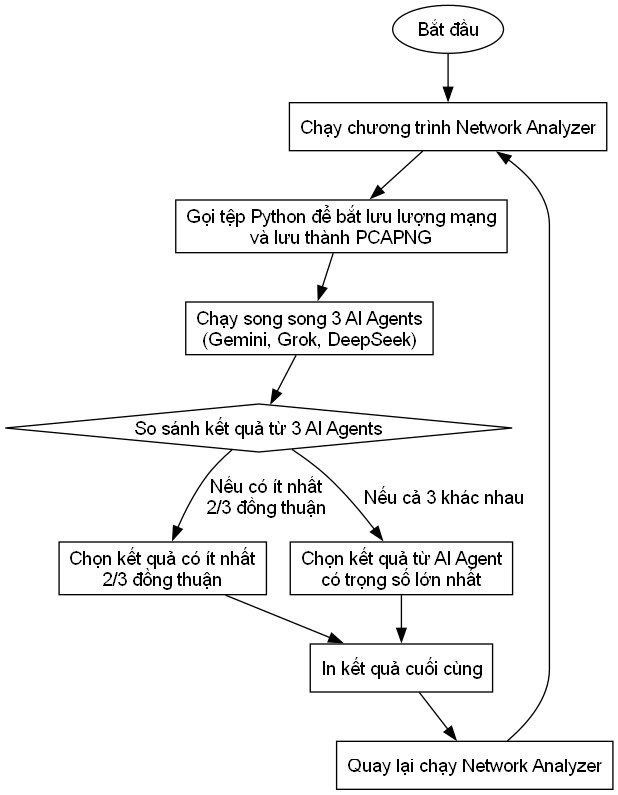 Bắt đầu
Chạy chương trình Network Analyzer
Gọi tệp Python để bắt lưu lượng mạng
và lưu thành PCAPNG
Chạy song song 3 AI Agents
(Gemini, Grok, DeepSeek)
So sánh kết quả từ 3 AI Agents
Nếu có ít nhất
2/3 đồng thuận
Nếu cả 3 khác nhau
Chọn kết quả có ít nhất
2/3 đồng thuận
Chọn kết quả từ AI Agent
có trọng số lớn nhất
In kết quả cuối cùng
Quay lại chạy Network Analyzer